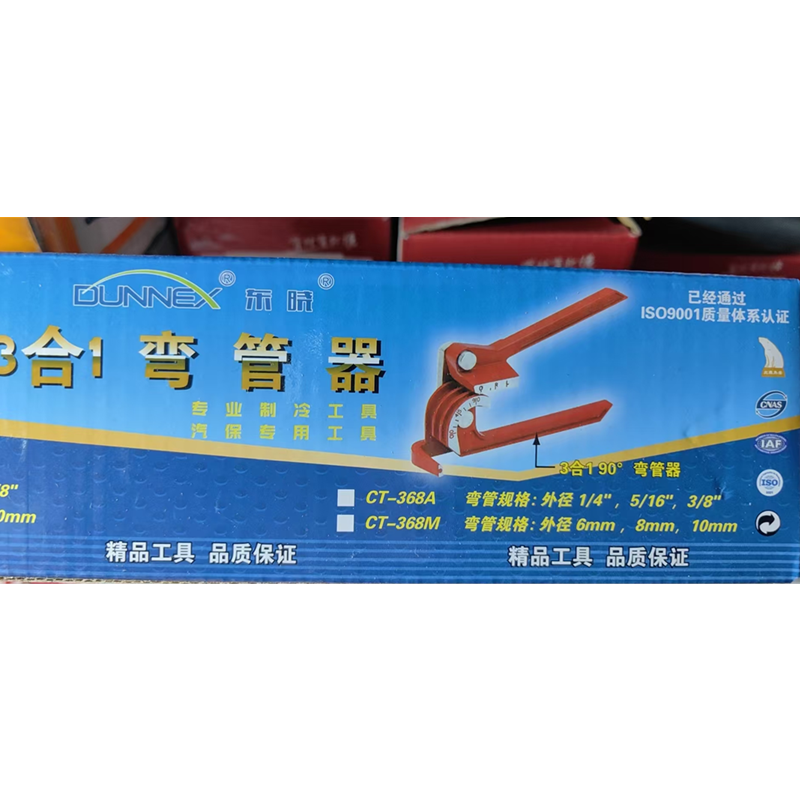 DUNNEX® 东晓®
已经通过
ISO9001质量体系认证
3合1 弯管器
专业制冷工具
汽保专用工具
CNAS
IAF
ISO
3合1 90° 弯管器
/8"
CT-368A 弯管规格: 外径 1/4", 5/16", 3/8"
0mm
CT-368M 弯管规格: 外径 6mm, 8mm, 10mm
精品工具 品质保证
精品工具 品质保证